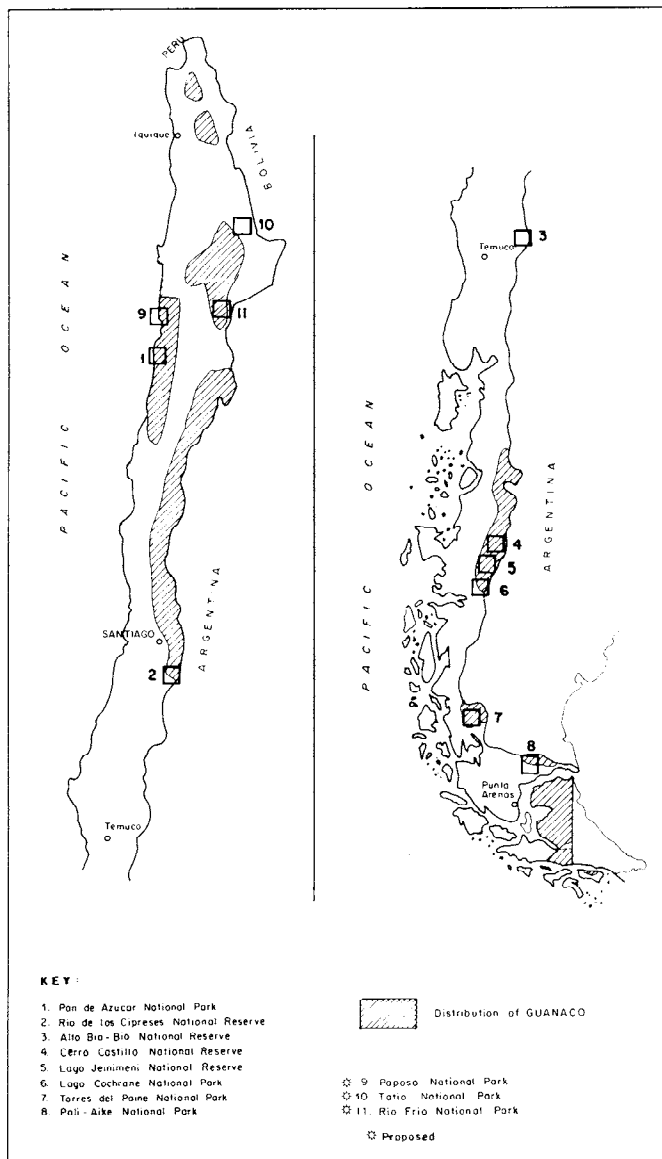 PERU
Iquique
BOLIVIA
10
PACIFIC OCEAN
9
11
1
ARGENTINA
SANTIAGO
2
Temuco
3
Temuco
PACIFIC OCEAN
ARGENTINA
4
5
6
7
8
Punta Arenas
KEY:
1. Pan de Azucar National Park
2. Rio de los Cipreses National Reserve
3. Alto Bio-Bio National Reserve
4. Cerro Castillo National Reserve
5. Lago Jeinimeni National Reserve
6. Lago Cochrane National Park
7. Torres del Paine National Park
8. Pali-Aike National Park
Distribution of GUANACO
☼ 9 Paposo National Park
☼ 10 Tatio National Park
☼ 11. Rio Frio National Park
☼ Proposed